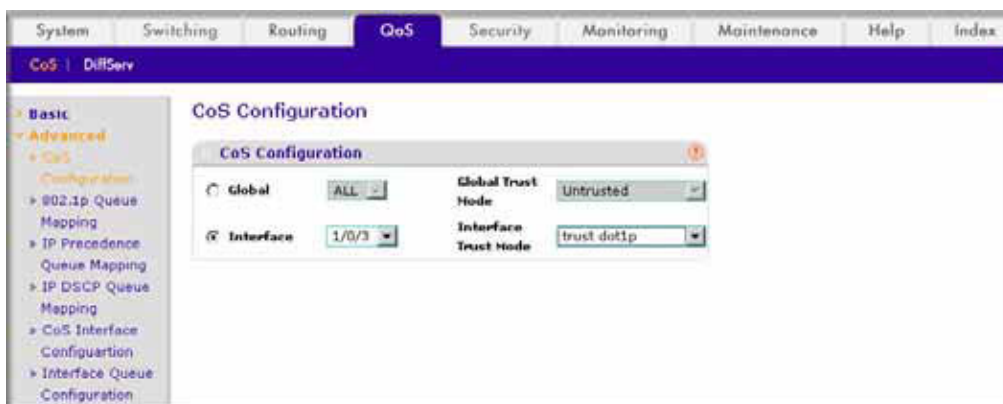 System Switching Routing QoS Security Monitoring Maintenance Help Index
CoS | DiffServ
Basic
Advanced
CoS
Configuration
802.1p Queue
Mapping
IP Precedence
Queue Mapping
IP DSCP Queue
Mapping
CoS Interface
Configuartion
Interface Queue
Configuration
CoS Configuration
CoS Configuration
Global ALL Global Trust
Mode Untrusted
Interface 1/0/3 Interface
Trust Mode trust dot1p